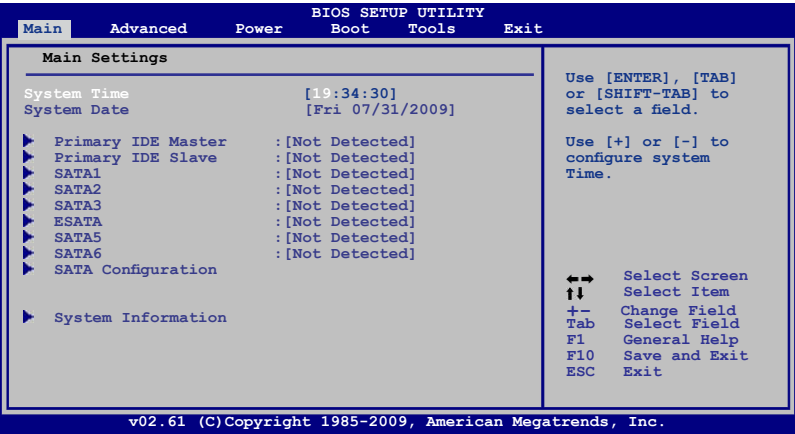 BIOS SETUP UTILITY
Main Advanced Power Boot Tools Exit
Main Settings
System Time [19:34:30]
System Date [Fri 07/31/2009]
Primary IDE Master :[Not Detected]
Primary IDE Slave :[Not Detected]
SATA1 :[Not Detected]
SATA2 :[Not Detected]
SATA3 :[Not Detected]
ESATA :[Not Detected]
SATA5 :[Not Detected]
SATA6 :[Not Detected]
SATA Configuration
System Information
Use [ENTER], [TAB]
or [SHIFT-TAB] to
select a field.
Use [+] or [-] to
configure system
Time.
←→ Select Screen
↑↓ Select Item
+- Change Field
Tab Select Field
F1 General Help
F10 Save and Exit
ESC Exit
v02.61 (C)Copyright 1985-2009, American Megatrends, Inc.